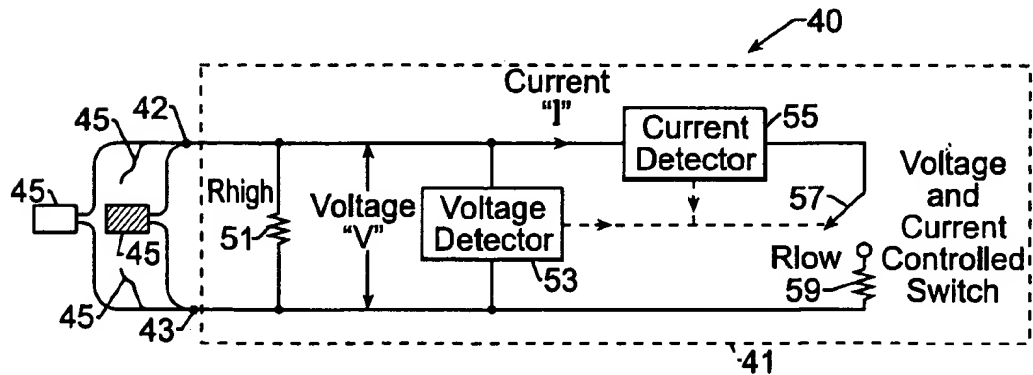 40
Current
"I"
42
45
55
Current
Detector
45
Rhigh
51
Voltage
"V"
Voltage
Detector
53
57
Voltage
and
Current
Controlled
Switch
45
Rlow
59
45
43
41